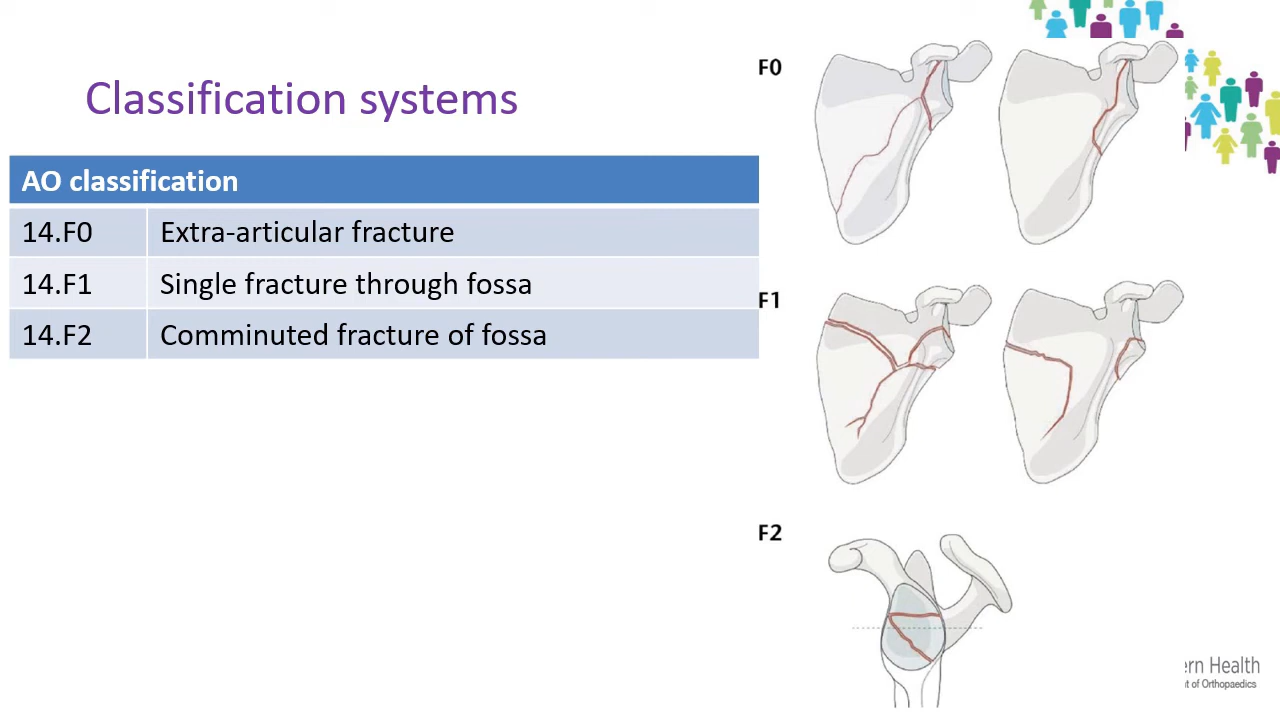 Classification systems
AO classification
14.F0 Extra-articular fracture
14.F1 Single fracture through fossa
14.F2 Comminuted fracture of fossa
F0
F1
F2
ern Health
t of Orthopaedics